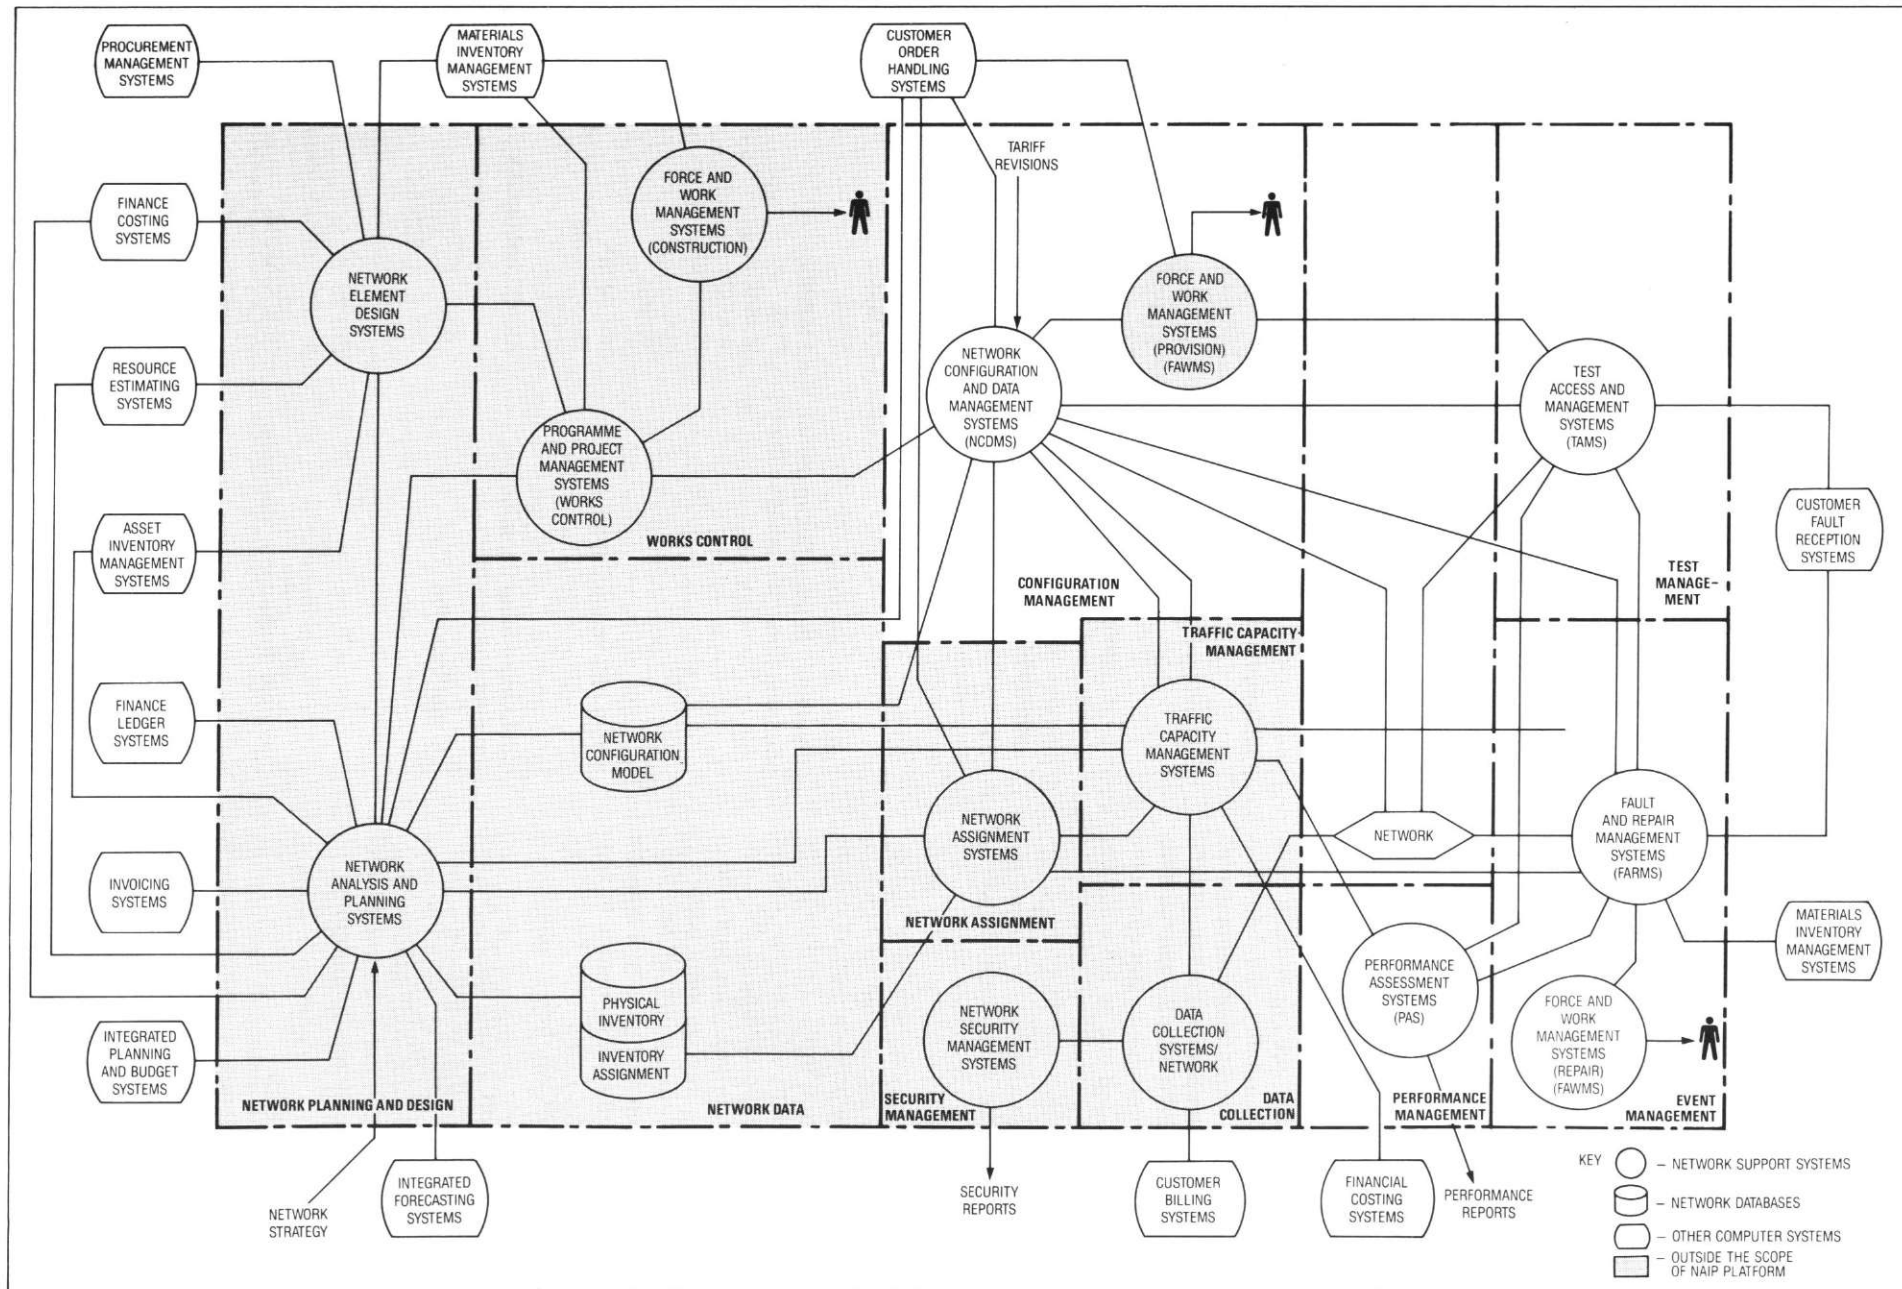 PROCUREMENT
MANAGEMENT
SYSTEMS
MATERIALS
INVENTORY
MANAGEMENT
SYSTEMS
CUSTOMER
ORDER
HANDLING
SYSTEMS
TARIFF
REVISIONS
FINANCE
COSTING
SYSTEMS
FORCE AND
WORK
MANAGEMENT
SYSTEMS
(CONSTRUCTION)
NETWORK
ELEMENT
DESIGN
SYSTEMS
FORCE AND
WORK
MANAGEMENT
SYSTEMS
(PROVISION)
(FAWMS)
RESOURCE
ESTIMATING
SYSTEMS
NETWORK
CONFIGURATION
AND DATA
MANAGEMENT
SYSTEMS
(NCDMS)
TEST
ACCESS AND
MANAGEMENT
SYSTEMS
(TAMS)
PROGRAMME
AND PROJECT
MANAGEMENT
SYSTEMS
(WORKS
CONTROL)
WORKS CONTROL
ASSET
INVENTORY
MANAGEMENT
SYSTEMS
CUSTOMER
FAULT
RECEPTION
SYSTEMS
CONFIGURATION
MANAGEMENT
TEST
MANAGE-
MENT
TRAFFIC CAPACITY
MANAGEMENT
FINANCE
LEDGER
SYSTEMS
NETWORK
CONFIGURATION
MODEL
TRAFFIC
CAPACITY
MANAGEMENT
SYSTEMS
NETWORK
ASSIGNMENT
SYSTEMS
NETWORK
FAULT
AND REPAIR
MANAGEMENT
SYSTEMS
(FARMS)
INVOICING
SYSTEMS
NETWORK
ANALYSIS AND
PLANNING
SYSTEMS
NETWORK ASSIGNMENT
MATERIALS
INVENTORY
MANAGEMENT
SYSTEMS
PHYSICAL
INVENTORY
INVENTORY
ASSIGNMENT
NETWORK
SECURITY
MANAGEMENT
SYSTEMS
DATA
COLLECTION
SYSTEMS/
NETWORK
PERFORMANCE
ASSESSMENT
SYSTEMS
(PAS)
FORCE AND
WORK
MANAGEMENT
SYSTEMS
(REPAIR)
(FAWMS)
INTEGRATED
PLANNING
AND BUDGET
SYSTEMS
NETWORK PLANNING AND DESIGN
NETWORK DATA
SECURITY
MANAGEMENT
DATA
COLLECTION
PERFORMANCE
MANAGEMENT
EVENT
MANAGEMENT
NETWORK
STRATEGY
INTEGRATED
FORECASTING
SYSTEMS
SECURITY
REPORTS
CUSTOMER
BILLING
SYSTEMS
FINANCIAL
COSTING
SYSTEMS
PERFORMANCE
REPORTS
KEY
– NETWORK SUPPORT SYSTEMS
– NETWORK DATABASES
– OTHER COMPUTER SYSTEMS
– OUTSIDE THE SCOPE
OF NAIP PLATFORM